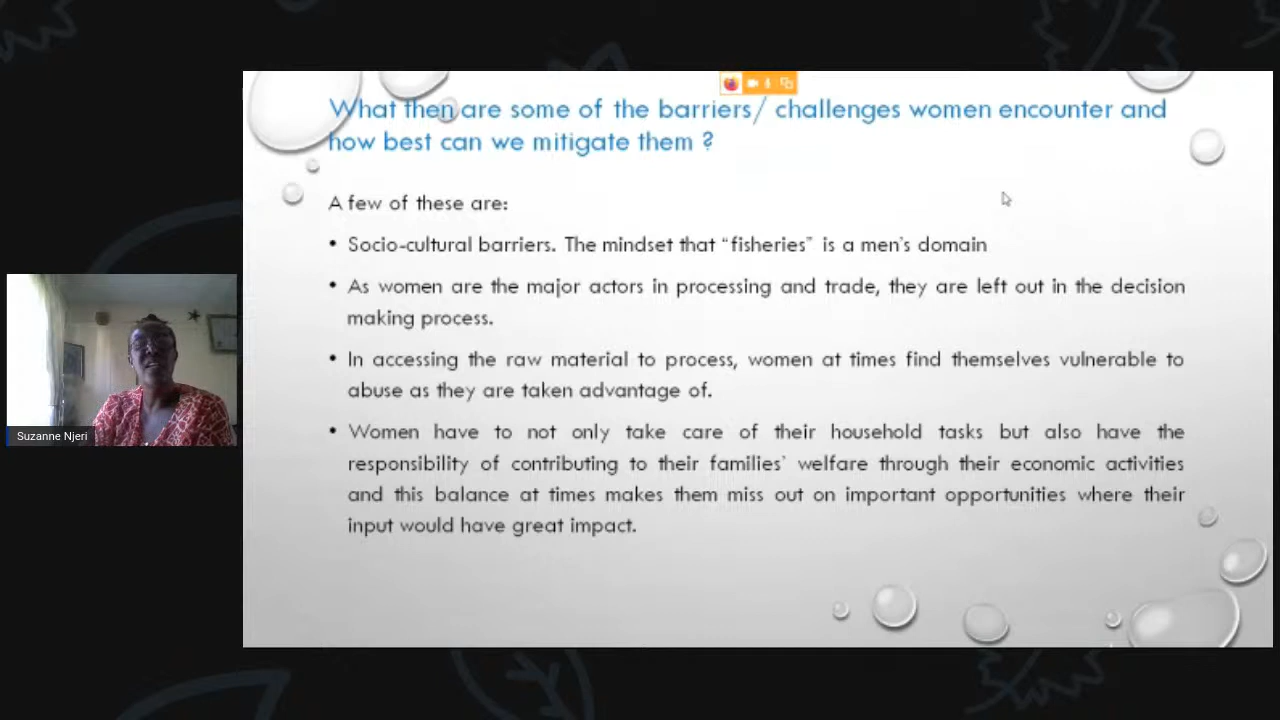 What then are some of the barriers/ challenges women encounter and
how best can we mitigate them ?
A few of these are:
• Socio-cultural barriers. The mindset that “fisheries” is a men’s domain
• As women are the major actors in processing and trade, they are left out in the decision
making process.
• In accessing the raw material to process, women at times find themselves vulnerable to
abuse as they are taken advantage of.
• Women have to not only take care of their household tasks but also have the
responsibility of contributing to their families’ welfare through their economic activities
and this balance at times makes them miss out on important opportunities where their
input would have great impact.
Suzanne Njeri